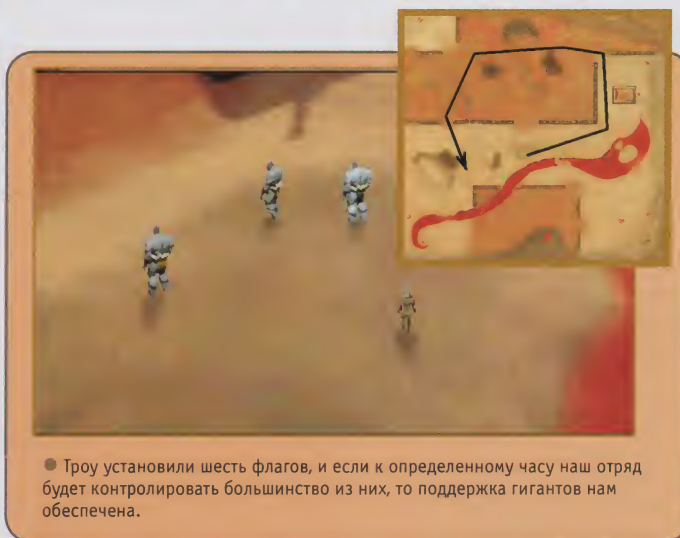 ● Троу установили шесть флагов, и если к определенному часу наш отряд
будет контролировать большинство из них, то поддержка гигантов нам
обеспечена.